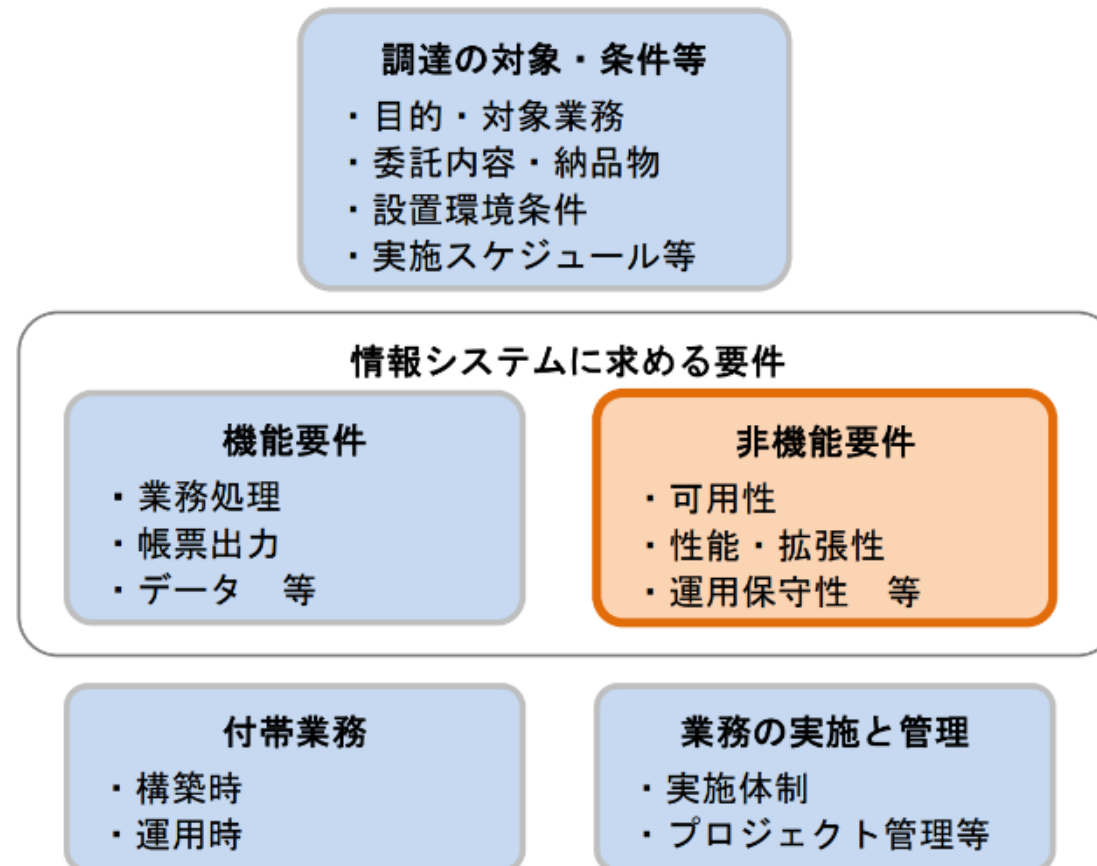 調達の対象・条件等
・目的・対象業務
・委託内容・納品物
・設置環境条件
・実施スケジュール等
情報システムに求める要件
機能要件
・業務処理
・帳票出力
・データ　等
非機能要件
・可用性
・性能・拡張性
・運用保守性　等
付帯業務
・構築時
・運用時
業務の実施と管理
・実施体制
・プロジェクト管理等